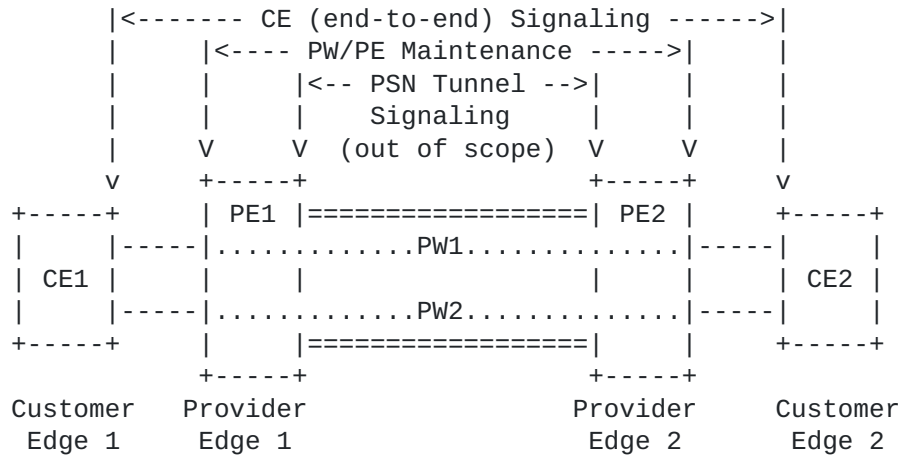 |<------- CE (end-to-end) Signaling ------>|
|<---- PW/PE Maintenance ----->|
|<-- PSN Tunnel -->|
Signaling
(out of scope)
PE1 PE2
PW1
CE1 CE2
PW2
Customer Provider Provider Customer
Edge 1 Edge 1 Edge 2 Edge 2